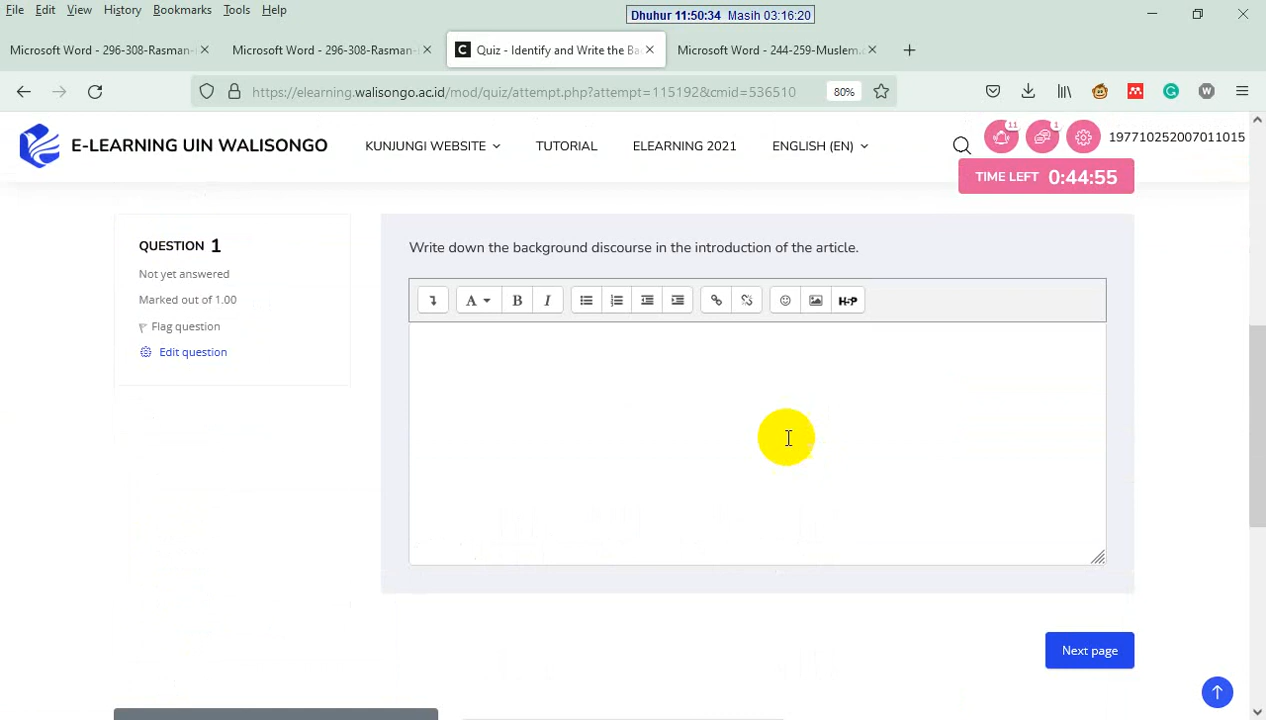 File Edit View History Bookmarks Tools Help
Dhuhur 11:50:34 Masih 03:16:20
Microsoft Word - 296-308-Rasman- Microsoft Word - 296-308-Rasman- Quiz - Identify and Write the Ba Microsoft Word - 244-259-Muslem.
https://elearning.walisongo.ac.id/mod/quiz/attempt.php?attempt=115192&cmid=536510 80%
E-LEARNING UIN WALISONGO KUNJUNGI WEBSITE TUTORIAL ELEARNING 2021 ENGLISH (EN) 11 1 197710252007011015
TIME LEFT 0:44:55
QUESTION 1
Not yet answered
Marked out of 1.00
Flag question
Edit question
Write down the background discourse in the introduction of the article.
A B I H-P
Next page